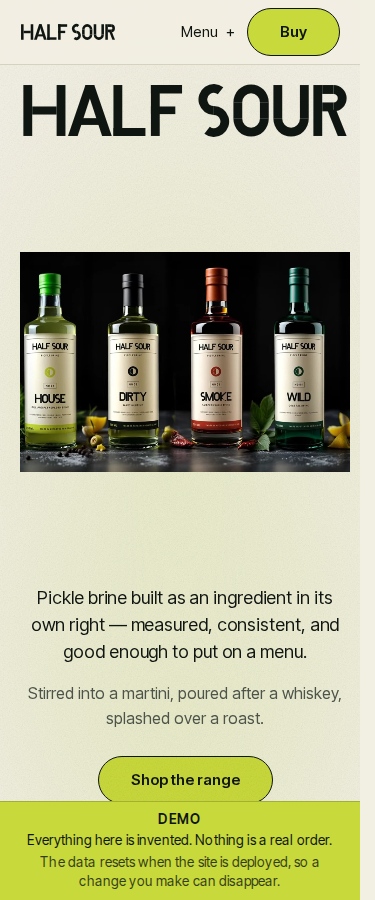 HALF SOUR
Menu +
Buy
HALF SOUR
HALF SOUR
HOUSE
HALF SOUR
DIRTY
HALF SOUR
SMOKE
HALF SOUR
WILD
Pickle brine built as an ingredient in its
own right — measured, consistent, and
good enough to put on a menu.
Stirred into a martini, poured after a whiskey,
splashed over a roast.
Shop the range
DEMO
Everything here is invented. Nothing is a real order.
The data resets when the site is deployed, so a
change you make can disappear.